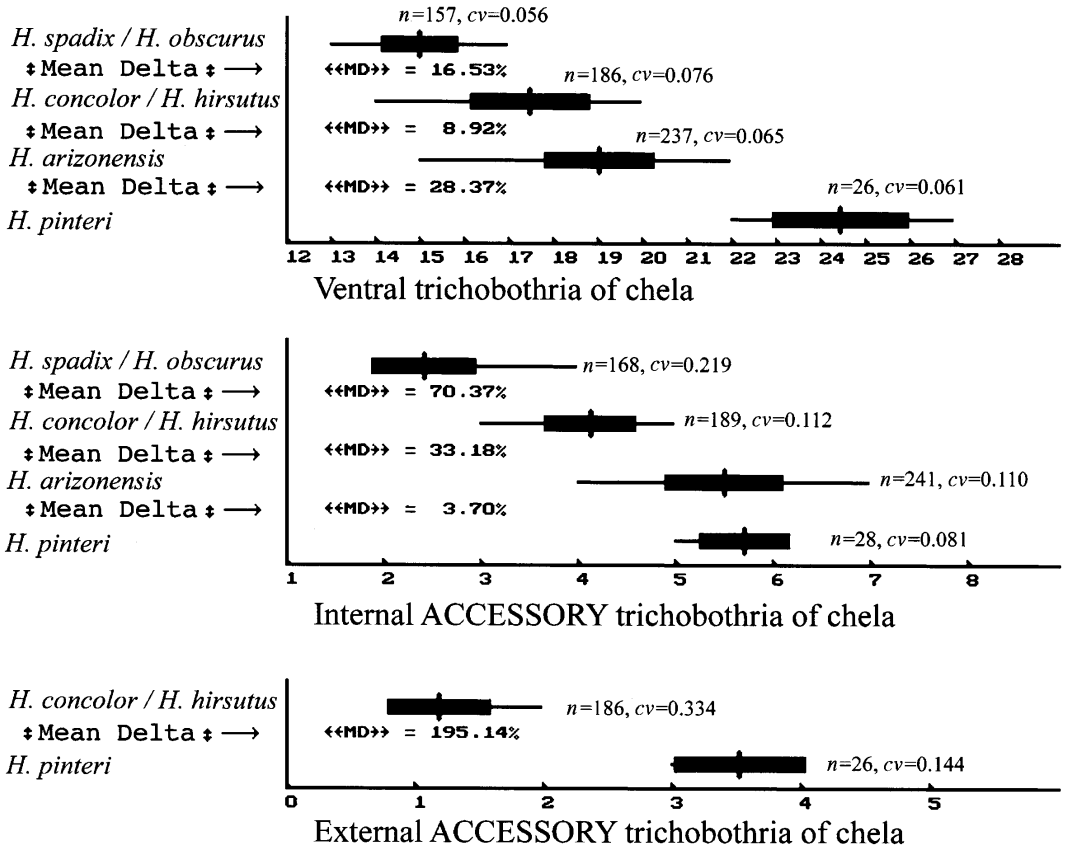 n=157, cv=0.056
H. spadix / H. obscurus
↕Mean Delta↕ → ‹‹MD›› = 16.53%
n=186, cv=0.076
H. concolor / H. hirsutus
↕Mean Delta↕ → ‹‹MD›› = 8.92%
n=237, cv=0.065
H. arizonensis
↕Mean Delta↕ → ‹‹MD›› = 28.37%
n=26, cv=0.061
H. pinteri
12 13 14 15 16 17 18 19 20 21 22 23 24 25 26 27 28
Ventral trichobothria of chela
H. spadix / H. obscurus n=168, cv=0.219
↕Mean Delta↕ → ‹‹MD›› = 70.37%
H. concolor / H. hirsutus n=189, cv=0.112
↕Mean Delta↕ → ‹‹MD›› = 33.18%
H. arizonensis n=241, cv=0.110
↕Mean Delta↕ → ‹‹MD›› = 3.70%
H. pinteri n=28, cv=0.081
1 2 3 4 5 6 7 8
Internal ACCESSORY trichobothria of chela
H. concolor / H. hirsutus n=186, cv=0.334
↕Mean Delta↕ → ‹‹MD›› = 195.14%
H. pinteri n=26, cv=0.144
0 1 2 3 4 5
External ACCESSORY trichobothria of chela